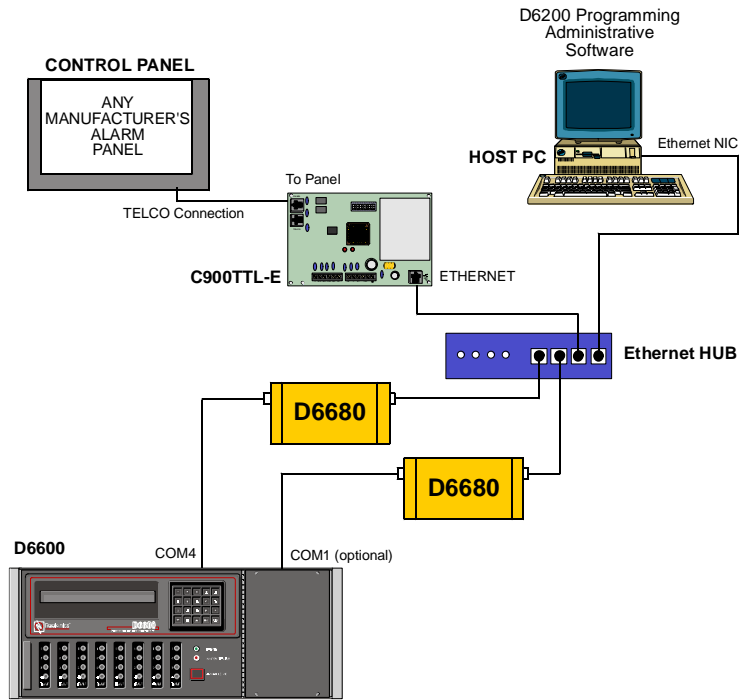 D6200 Programming
Administrative
Software
CONTROL PANEL
ANY
MANUFACTURER'S
ALARM
PANEL
HOST PC
Ethernet NIC
To Panel
TELCO Connection
C900TTL-E
ETHERNET
Ethernet HUB
D6680
D6680
D6600
COM4
COM1 (optional)
D6600